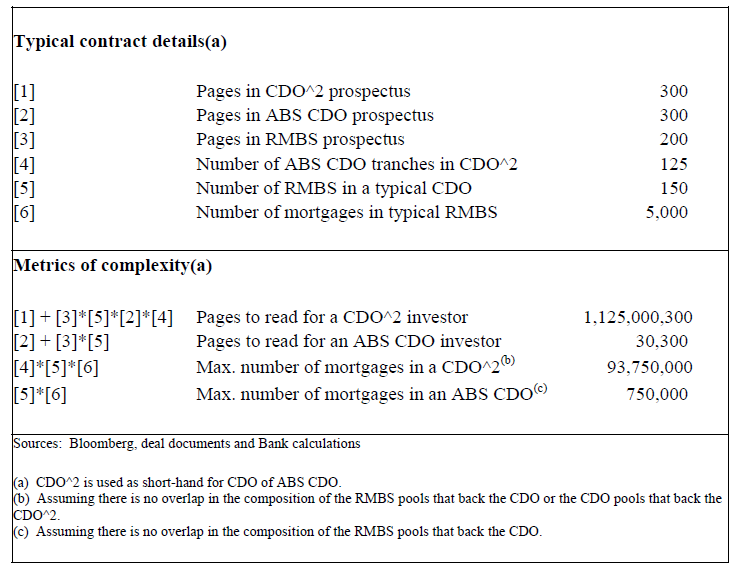 Typical contract details(a)
[1] Pages in CDO^2 prospectus 300
[2] Pages in ABS CDO prospectus 300
[3] Pages in RMBS prospectus 200
[4] Number of ABS CDO tranches in CDO^2 125
[5] Number of RMBS in a typical CDO 150
[6] Number of mortgages in typical RMBS 5,000
Metrics of complexity(a)
[1] + [3]*[5]*[2]*[4] Pages to read for a CDO^2 investor 1,125,000,300
[2] + [3]*[5] Pages to read for an ABS CDO investor 30,300
[4]*[5]*[6] Max. number of mortgages in a CDO^2(b) 93,750,000
[5]*[6] Max. number of mortgages in an ABS CDO(c) 750,000
Sources: Bloomberg, deal documents and Bank calculations
(a) CDO^2 is used as short-hand for CDO of ABS CDO.
(b) Assuming there is no overlap in the composition of the RMBS pools that back the CDO or the CDO pools that back the
CDO^2.
(c) Assuming there is no overlap in the composition of the RMBS pools that back the CDO.